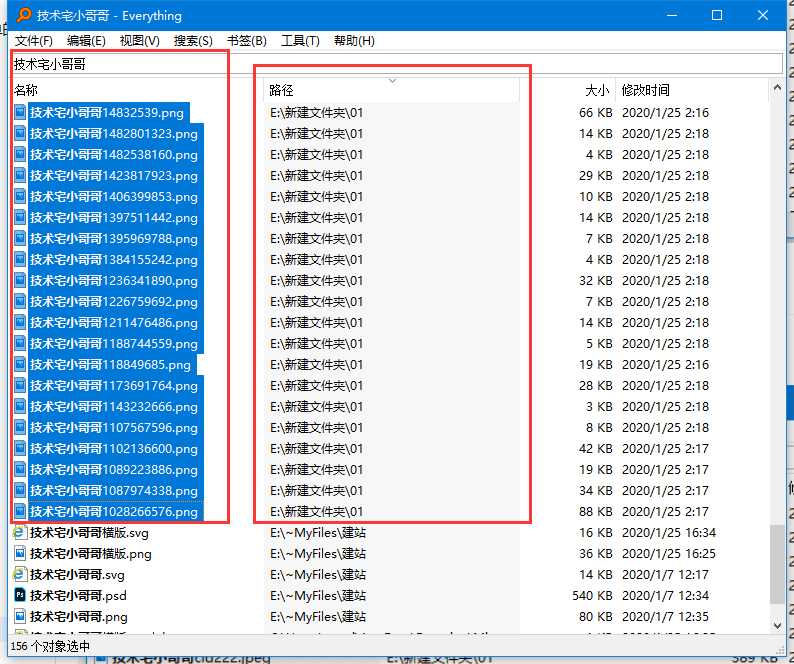 技术宅小哥哥 - Everything
文件(F) 编辑(E) 视图(V) 搜索(S) 书签(B) 工具(T) 帮助(H)
技术宅小哥哥
名称 路径 大小 修改时间
技术宅小哥哥14832539.png E:\新建文件夹\01 66 KB 2020/1/25 2:16
技术宅小哥哥1482801323.png E:\新建文件夹\01 14 KB 2020/1/25 2:18
技术宅小哥哥1482538160.png E:\新建文件夹\01 4 KB 2020/1/25 2:18
技术宅小哥哥1423817923.png E:\新建文件夹\01 29 KB 2020/1/25 2:18
技术宅小哥哥1406399853.png E:\新建文件夹\01 10 KB 2020/1/25 2:18
技术宅小哥哥1397511442.png E:\新建文件夹\01 14 KB 2020/1/25 2:18
技术宅小哥哥1395969788.png E:\新建文件夹\01 7 KB 2020/1/25 2:18
技术宅小哥哥1384155242.png E:\新建文件夹\01 4 KB 2020/1/25 2:18
技术宅小哥哥1236341890.png E:\新建文件夹\01 32 KB 2020/1/25 2:18
技术宅小哥哥1226759692.png E:\新建文件夹\01 7 KB 2020/1/25 2:18
技术宅小哥哥1211476486.png E:\新建文件夹\01 14 KB 2020/1/25 2:18
技术宅小哥哥1188744559.png E:\新建文件夹\01 5 KB 2020/1/25 2:18
技术宅小哥哥118849685.png E:\新建文件夹\01 19 KB 2020/1/25 2:16
技术宅小哥哥1173691764.png E:\新建文件夹\01 28 KB 2020/1/25 2:18
技术宅小哥哥1143232666.png E:\新建文件夹\01 3 KB 2020/1/25 2:18
技术宅小哥哥1107567596.png E:\新建文件夹\01 8 KB 2020/1/25 2:18
技术宅小哥哥1102136600.png E:\新建文件夹\01 42 KB 2020/1/25 2:17
技术宅小哥哥1089223886.png E:\新建文件夹\01 19 KB 2020/1/25 2:17
技术宅小哥哥1087974338.png E:\新建文件夹\01 34 KB 2020/1/25 2:17
技术宅小哥哥1028266576.png E:\新建文件夹\01 88 KB 2020/1/25 2:17
技术宅小哥哥横版.svg E:\~MyFiles\建站 16 KB 2020/1/25 16:34
技术宅小哥哥横版.png E:\~MyFiles\建站 36 KB 2020/1/25 16:25
技术宅小哥哥.svg E:\~MyFiles\建站 14 KB 2020/1/7 12:17
技术宅小哥哥.psd E:\~MyFiles\建站 540 KB 2020/1/7 12:34
技术宅小哥哥.png E:\~MyFiles\建站 80 KB 2020/1/7 12:35
156 个对象选中